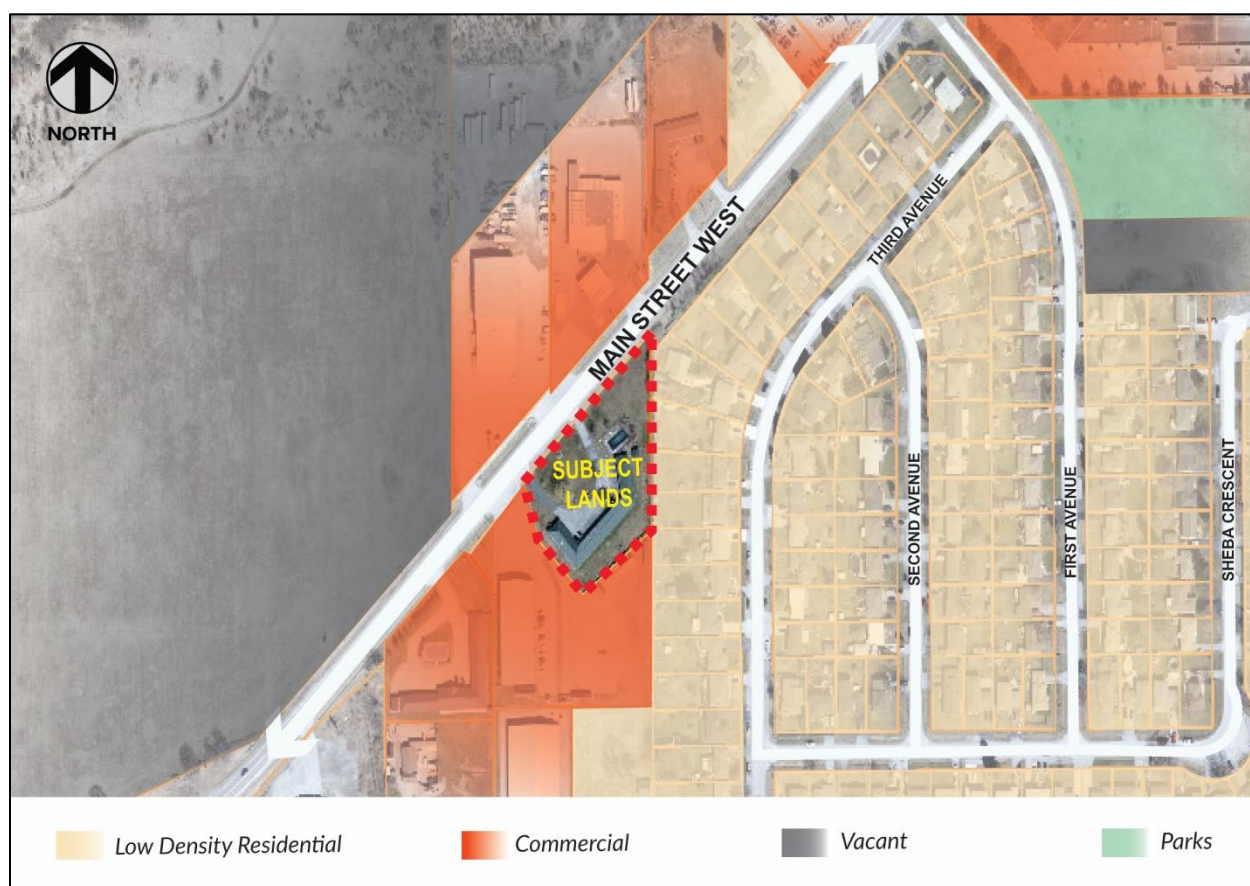 NORTH
MAIN STREET WEST
THIRD AVENUE
SUBJECT
LANDS
SECOND AVENUE
FIRST AVENUE
SHEBA CRESCENT
Low Density Residential
Commercial
Vacant
Parks